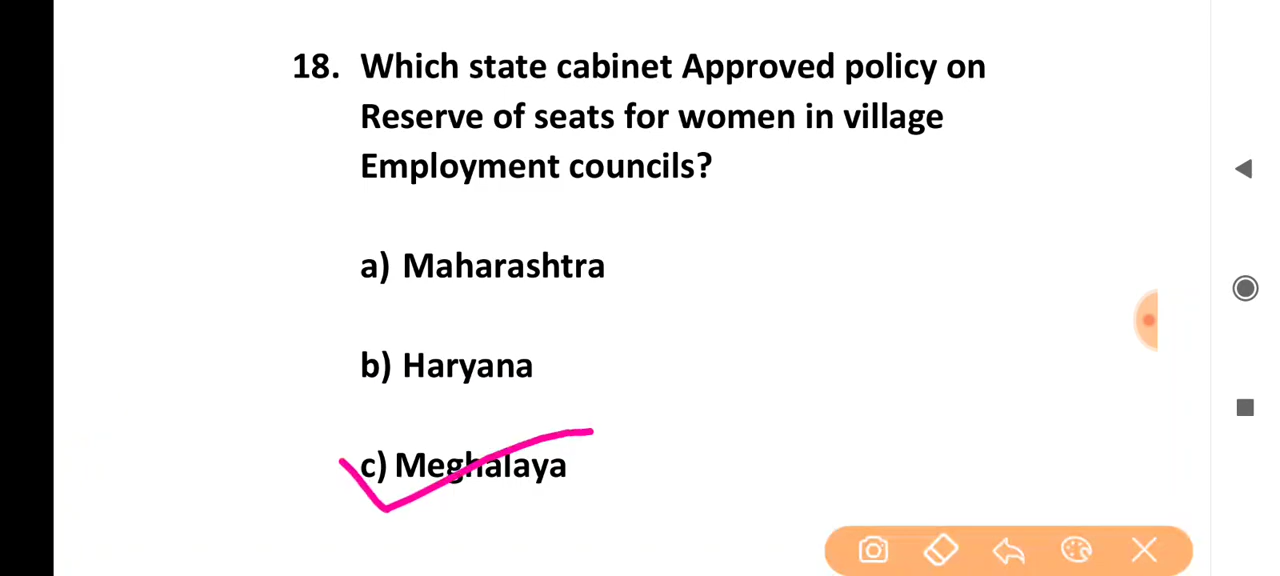 18. Which state cabinet Approved policy on
Reserve of seats for women in village
Employment councils?
a) Maharashtra
b) Haryana
c) Meghalaya